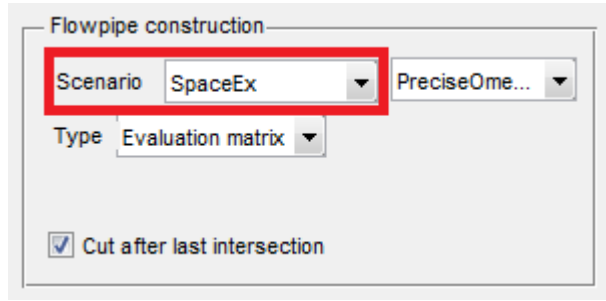 Flowpipe construction
Scenario SpaceEx PreciseOme...
Type Evaluation matrix
Cut after last intersection